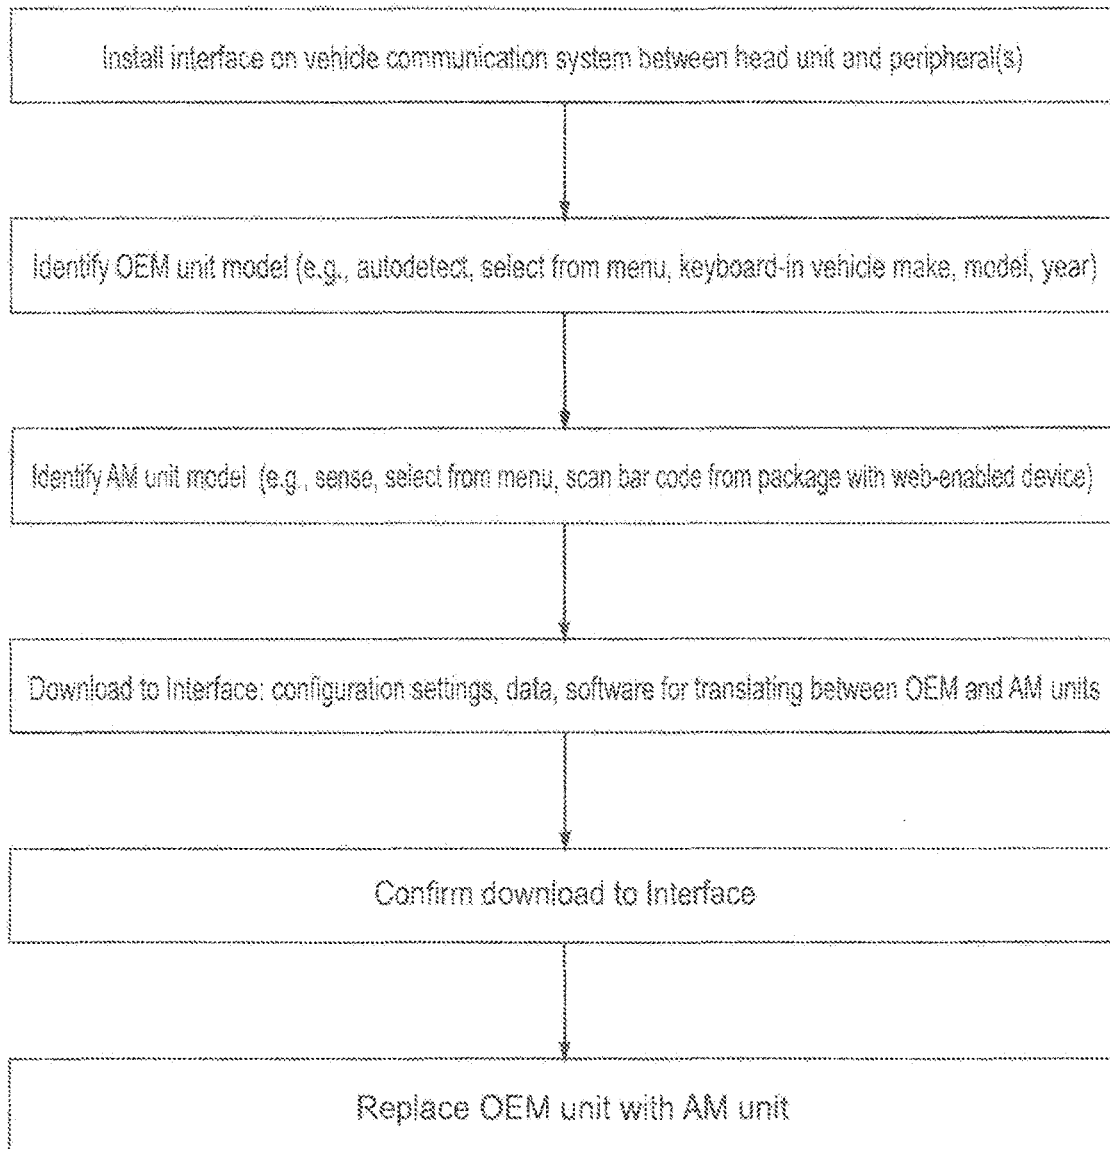 Install interface on vehicle communication system between head unit and peripheral(s)
Identify OEM unit model (e.g., autodetect, select from menu, keyboard-in vehicle make, model, year)
Identify AM unit model (e.g., sense, select from menu, scan bar code from package with web-enabled device)
Download to Interface: configuration settings, data, software for translating between OEM and AM units
Confirm download to Interface
Replace OEM unit with AM unit